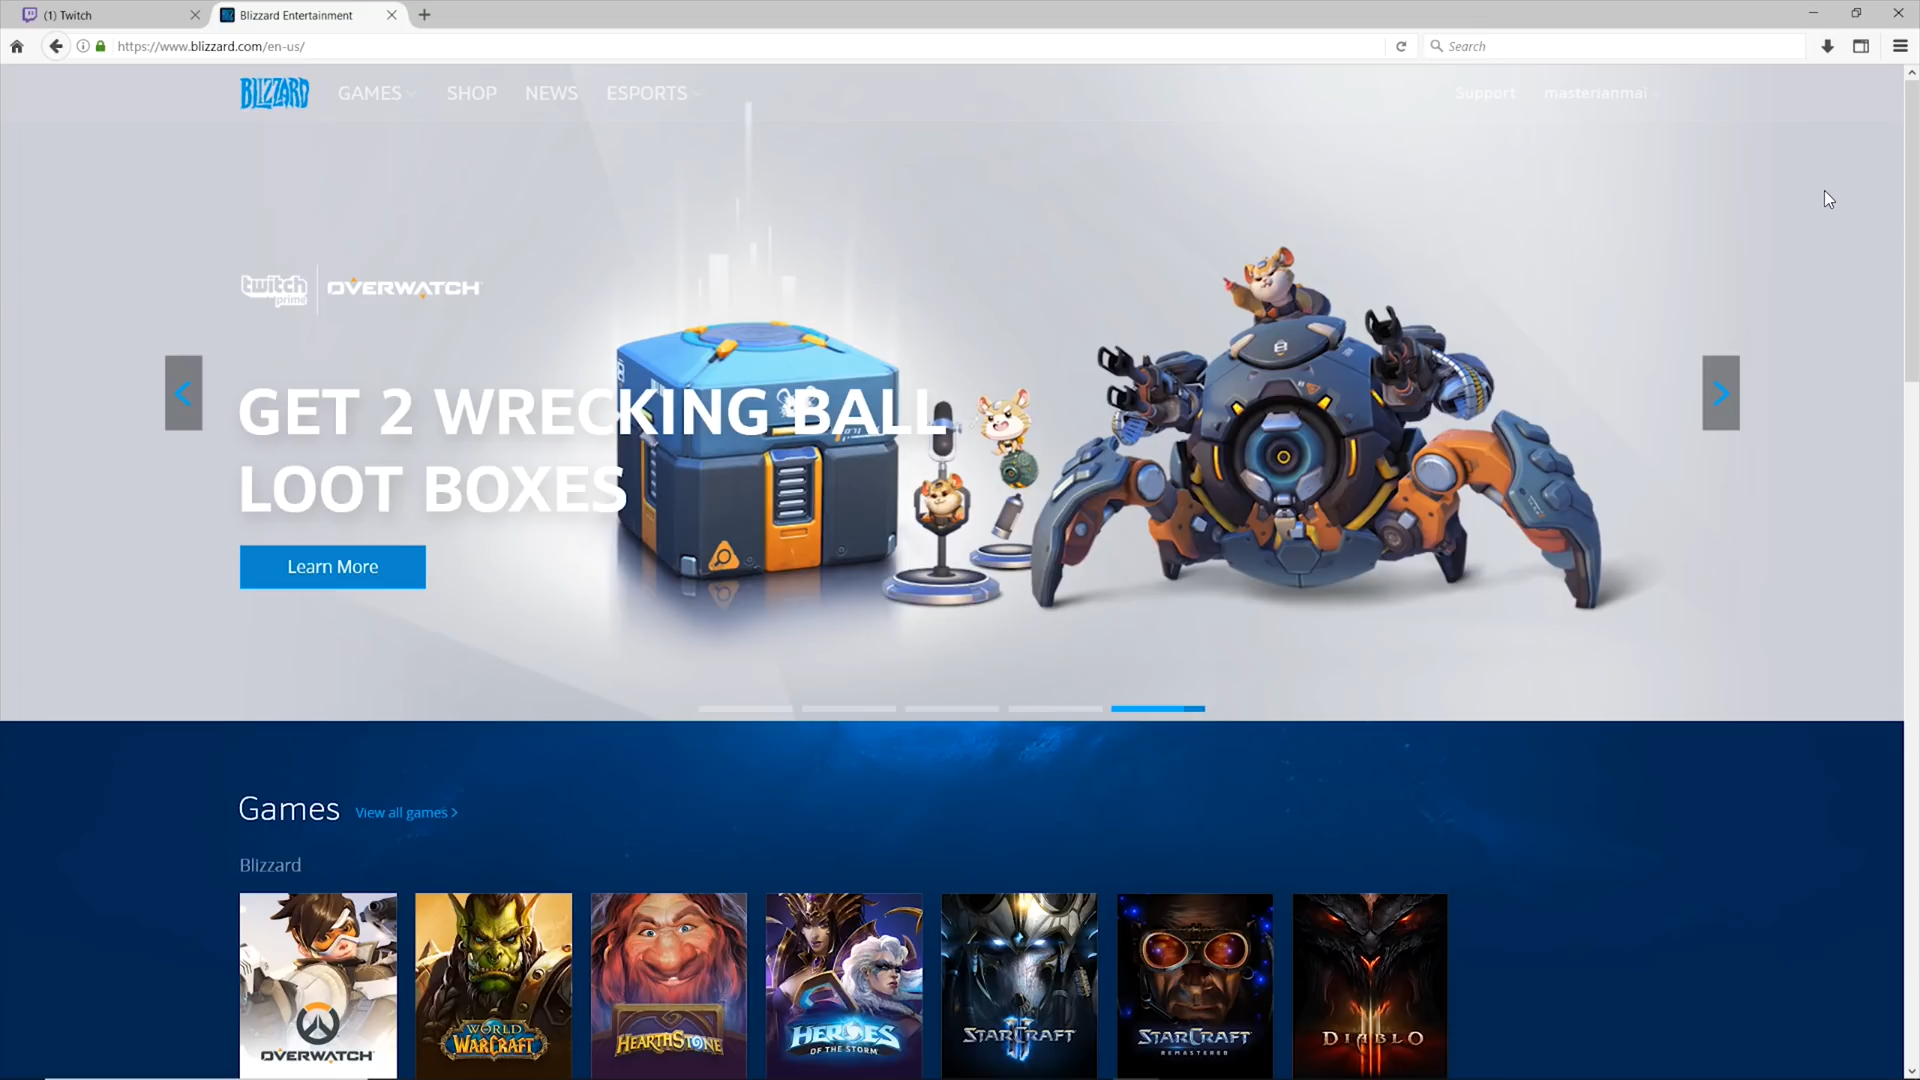 (1) Twitch
Blizzard Entertainment
https://www.blizzard.com/en-us/
Search
BLIZZARD
GAMES
SHOP
NEWS
ESPORTS
Support
masterianmai
twitch
prime
OVERWATCH
GET 2 WRECKING BALL
LOOT BOXES
Learn More
Games
View all games >
Blizzard
OVERWATCH
WORLD
WARCRAFT
HEARTHSTONE
HEROES
OF THE STORM
STARCRAFT
II
STARCRAFT
REMASTERED
DIABLO
III